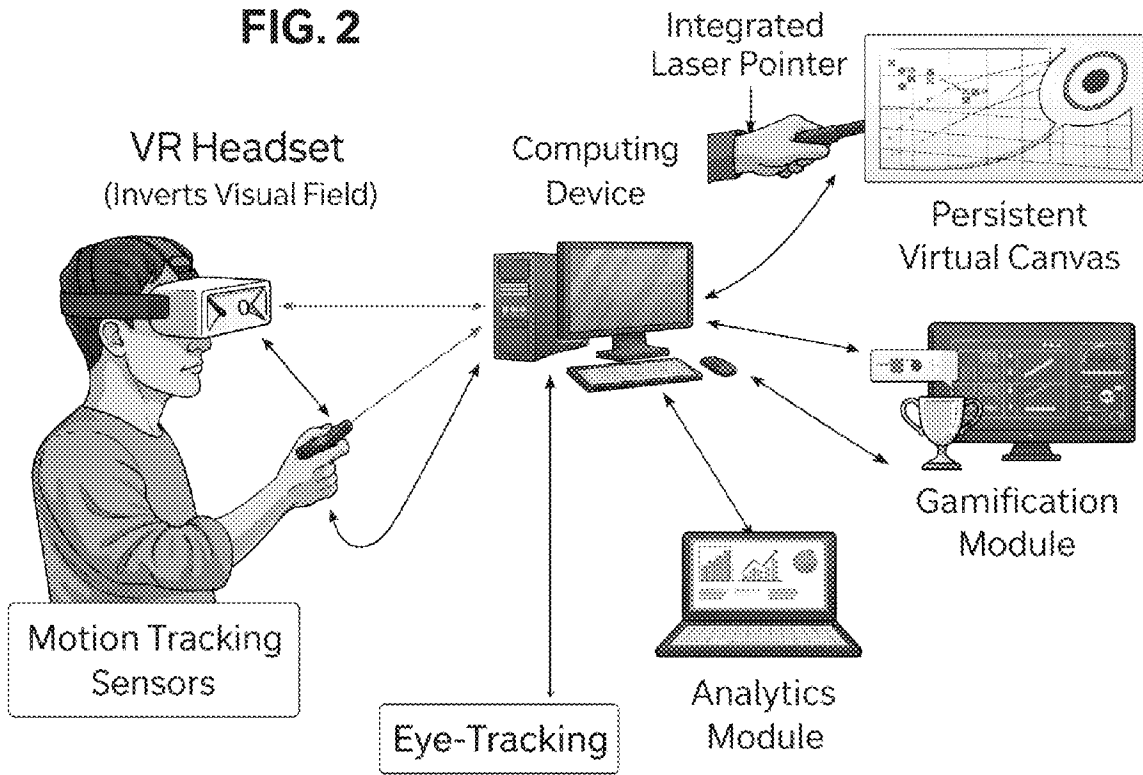 FIG. 2
Integrated
Laser Pointer
VR Headset
(Inverts Visual Field)
Computing
Device
Persistent
Virtual Canvas
Gamification
Module
Motion Tracking
Sensors
Analytics
Module
Eye-Tracking